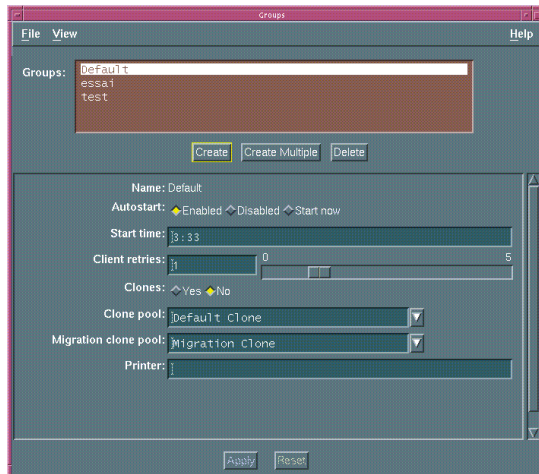 Groups
File View Help
Groups:
Default
essai
test
Create Create Multiple Delete
Name: Default
Autostart: Enabled Disabled Start now
Start time: 3:33
Client retries: 1 0 5
Clones: Yes No
Clone pool: Default Clone
Migration clone pool: Migration Clone
Printer:
Apply Reset